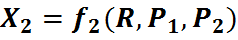 X₂ = f₂(R, P₁, P₂)